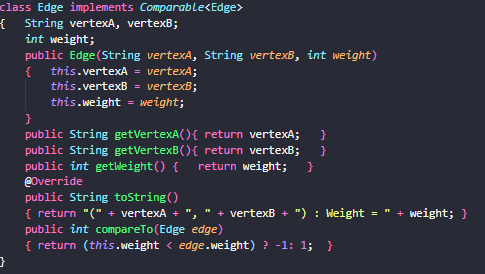 class Edge implements Comparable<Edge>
{   String vertexA, vertexB;
    int weight;
    public Edge(String vertexA, String vertexB, int weight)
    {   this.vertexA = vertexA;
        this.vertexB = vertexB;
        this.weight = weight;
    }
    public String getVertexA(){ return vertexA;   }
    public String getVertexB(){ return vertexB;   }
    public int getWeight() {   return weight;   }
    @Override
    public String toString()
    { return "(" + vertexA + ", " + vertexB + ") : Weight = " + weight; }
    public int compareTo(Edge edge)
    { return (this.weight < edge.weight) ? -1: 1;  }
}